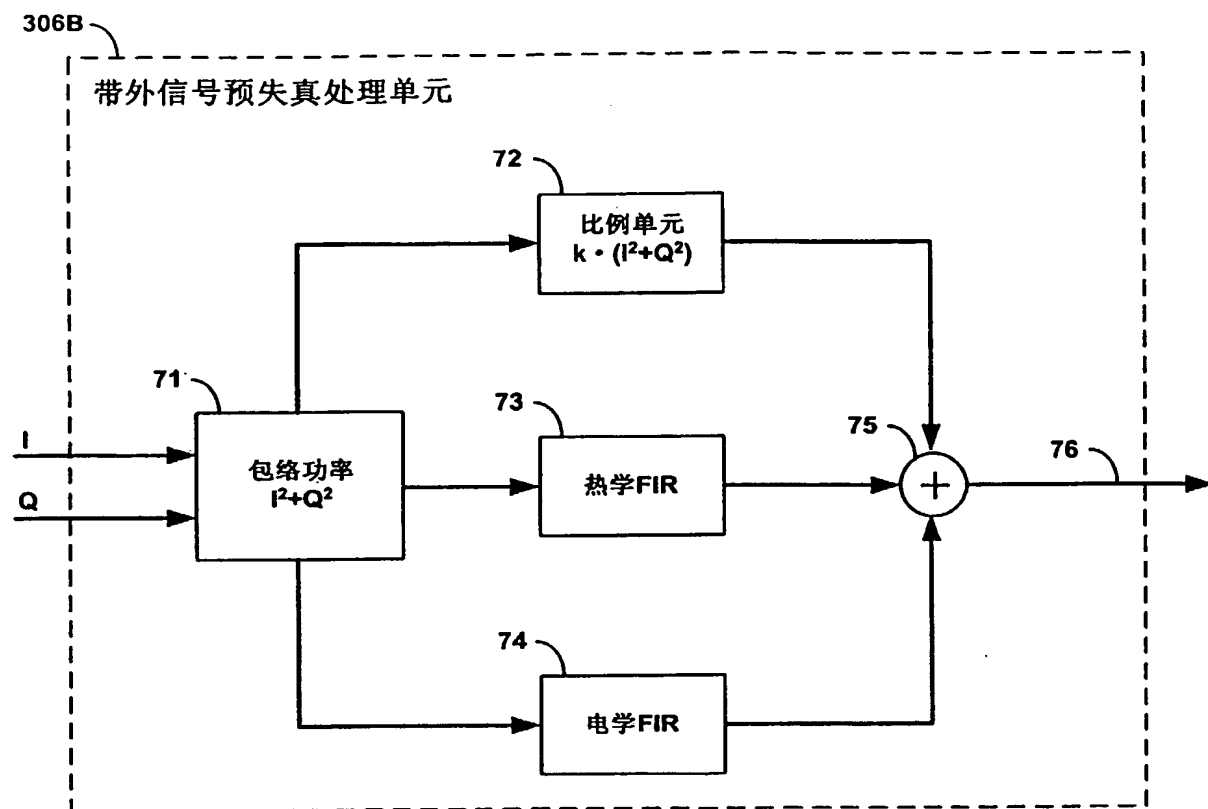 306B
带外信号预失真处理单元
72
比例单元
k·(I²+Q²)
71
包络功率
I²+Q²
I
Q
73
热学FIR
75
+
76
74
电学FIR